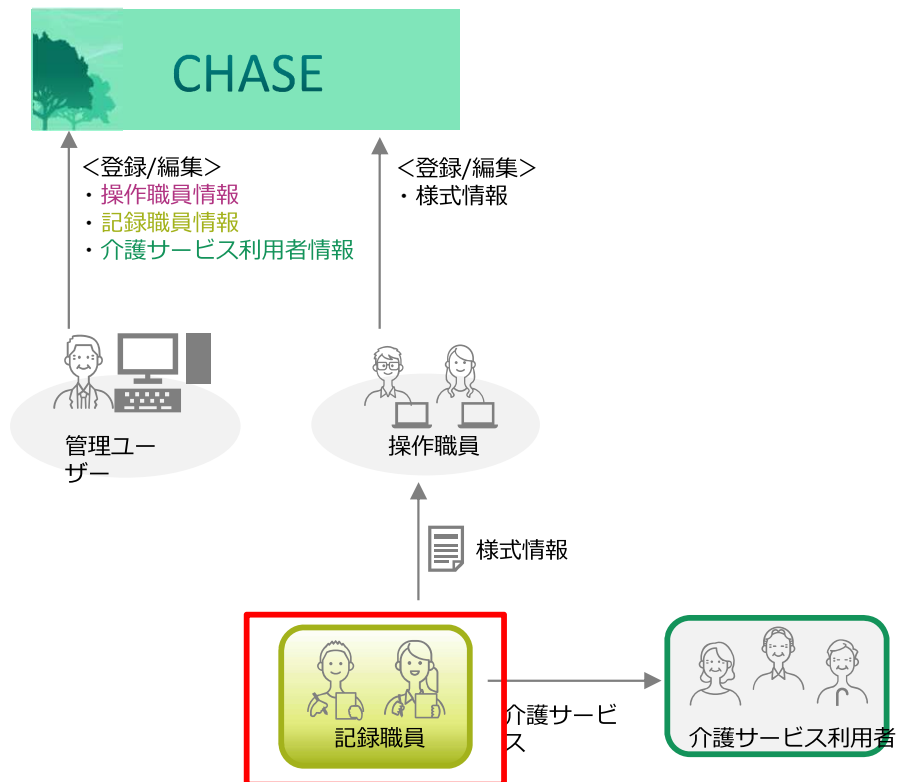 CHASE
＜登録/編集＞
・操作職員情報
・記録職員情報
・介護サービス利用者情報
＜登録/編集＞
・様式情報
管理ユー
ザー
操作職員
様式情報
記録職員
介護サービ
ス
介護サービス利用者